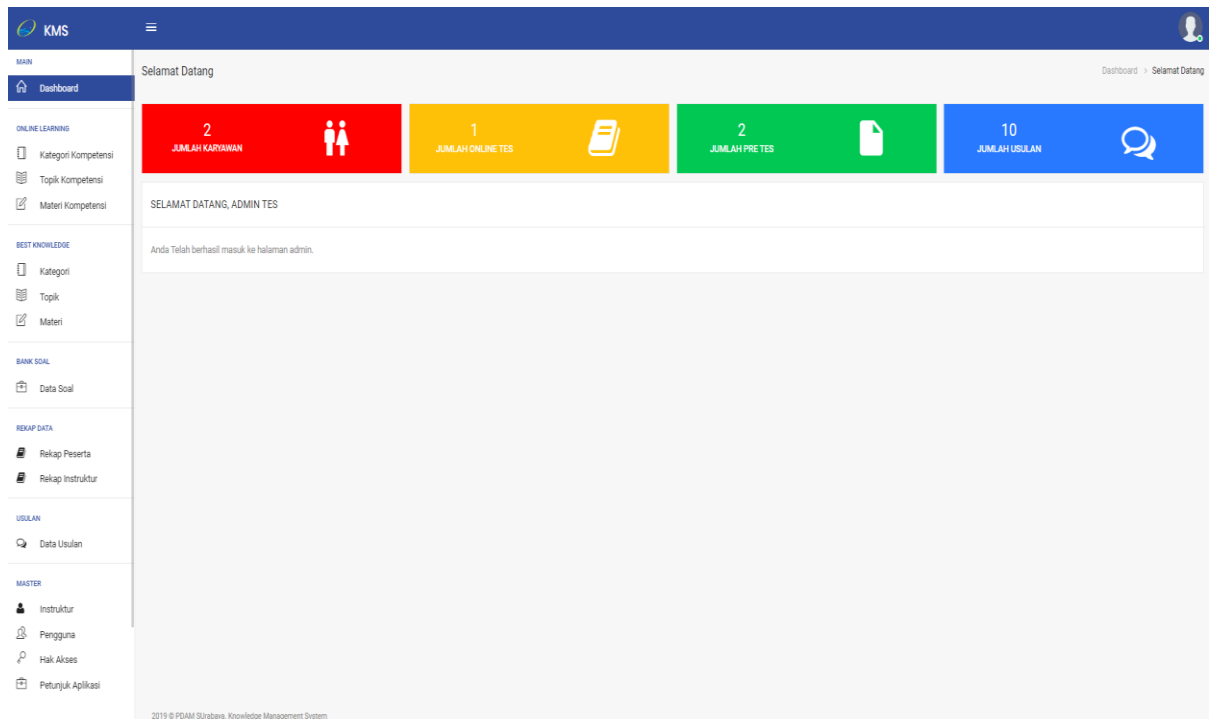 KMS
MAIN
Dashboard
ONLINE LEARNING
Kategori Kompetensi
Topik Kompetensi
Materi Kompetensi
BEST KNOWLEDGE
Kategori
Topik
Materi
BANK SOAL
Data Soal
REKAP DATA
Rekap Peserta
Rekap Instruktur
USULAN
Data Usulan
MASTER
Instruktur
Pengguna
Hak Akses
Petunjuk Aplikasi
Selamat Datang
Dashboard > Selamat Datang
2
JUMLAH KARYAWAN
1
JUMLAH ONLINE TES
2
JUMLAH PRE TES
10
JUMLAH USULAN
SELAMAT DATANG, ADMIN TES
Anda Telah berhasil masuk ke halaman admin.
2019 © PDAM SUrabaya. Knowledge Management System